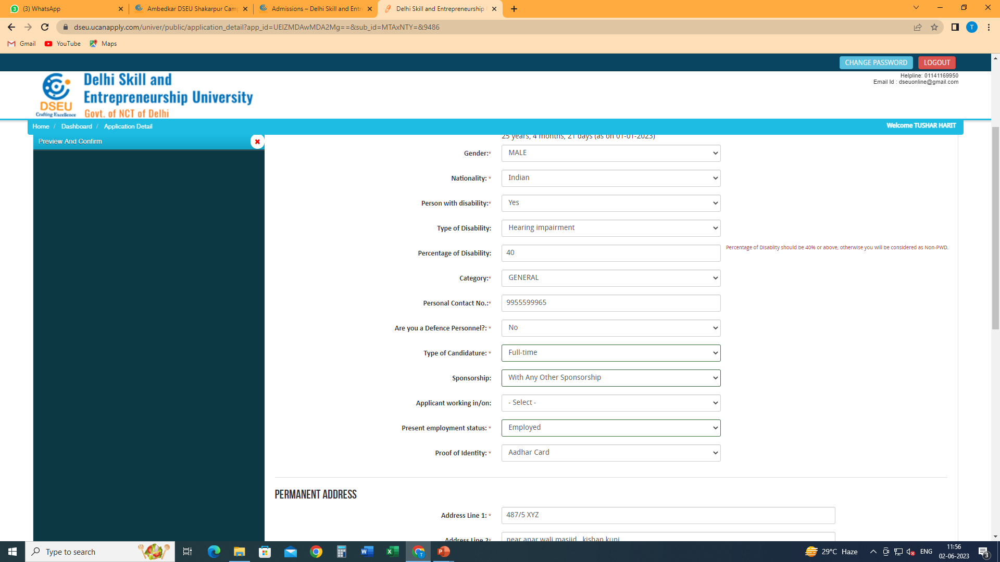 (3) WhatsApp
Ambedkar DSEU Shakarpur Cam
Admissions – Delhi Skill and Entr
Delhi Skill and Entrepreneurship
dseu.ucanapply.com/univer/public/application_detail?app_id=UEIZMDAwMDA2Mg==&sub_id=MTAxNTY=&9486
T
Gmail
YouTube
Maps
CHANGE PASSWORD
LOGOUT
Helpline: 01141169950
Email Id : dseuonline@gmail.com
DSEU
Crafting Excellence
Delhi Skill and
Entrepreneurship University
Govt. of NCT of Delhi
Home / Dashboard / Application Detail
Welcome TUSHAR HARIT
Preview And Confirm
25 years, 4 months, 21 days (as on 01-01-2023)
Gender:* MALE
Nationality: * Indian
Person with disability:* Yes
Type of Disability: Hearing impairment
Percentage of Disability: 40 Percentage of Disablity should be 40% or above, otherwise you will be considered as Non-PWD.
Category:* GENERAL
Personal Contact No.:* 9955599965
Are you a Defence Personnel?: * No
Type of Candidature: * Full-time
Sponsorship: With Any Other Sponsorship
Applicant working in/on: - Select -
Present employment status: * Employed
Proof of Identity: * Aadhar Card
PERMANENT ADDRESS
Address Line 1: * 487/5 XYZ
Address Line 2* near anar wali masjid , kishan kunj
Type to search
29°C Haze
ENG
11:56
02-06-2023
3